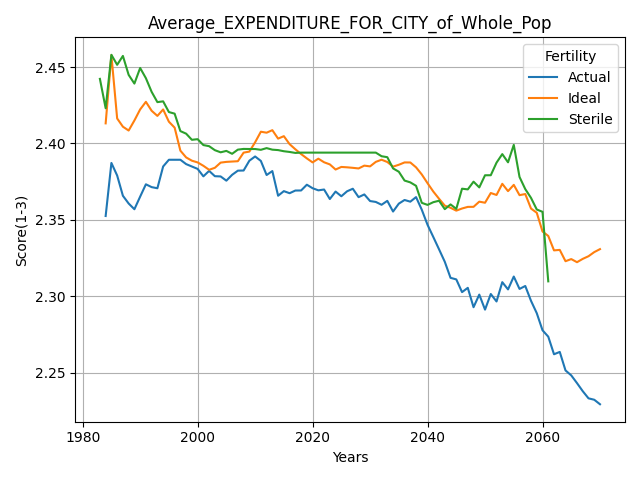 Average_EXPENDITURE_FOR_CITY_of_Whole_Pop
Fertility
Actual
Ideal
Sterile
Score(1-3)
2.45
2.40
2.35
2.30
2.25
1980 2000 2020 2040 2060
Years